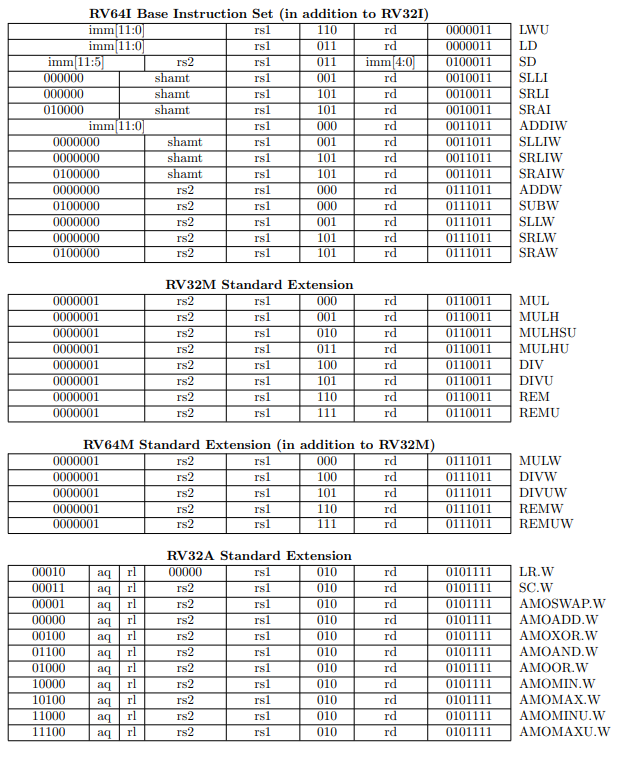 RV64I Base Instruction Set (in addition to RV32I)
imm[11:0] rs1 110 rd 0000011 LWU
imm[11:0] rs1 011 rd 0000011 LD
imm[11:5] rs2 rs1 011 imm[4:0] 0100011 SD
000000 shamt rs1 001 rd 0010011 SLLI
000000 shamt rs1 101 rd 0010011 SRLI
010000 shamt rs1 101 rd 0010011 SRAI
imm[11:0] rs1 000 rd 0011011 ADDIW
0000000 shamt rs1 001 rd 0011011 SLLIW
0000000 shamt rs1 101 rd 0011011 SRLIW
0100000 shamt rs1 101 rd 0011011 SRAIW
0000000 rs2 rs1 000 rd 0111011 ADDW
0100000 rs2 rs1 000 rd 0111011 SUBW
0000000 rs2 rs1 001 rd 0111011 SLLW
0000000 rs2 rs1 101 rd 0111011 SRLW
0100000 rs2 rs1 101 rd 0111011 SRAW
RV32M Standard Extension
0000001 rs2 rs1 000 rd 0110011 MUL
0000001 rs2 rs1 001 rd 0110011 MULH
0000001 rs2 rs1 010 rd 0110011 MULHSU
0000001 rs2 rs1 011 rd 0110011 MULHU
0000001 rs2 rs1 100 rd 0110011 DIV
0000001 rs2 rs1 101 rd 0110011 DIVU
0000001 rs2 rs1 110 rd 0110011 REM
0000001 rs2 rs1 111 rd 0110011 REMU
RV64M Standard Extension (in addition to RV32M)
0000001 rs2 rs1 000 rd 0111011 MULW
0000001 rs2 rs1 100 rd 0111011 DIVW
0000001 rs2 rs1 101 rd 0111011 DIVUW
0000001 rs2 rs1 110 rd 0111011 REMW
0000001 rs2 rs1 111 rd 0111011 REMUW
RV32A Standard Extension
00010 aq rl 00000 rs1 010 rd 0101111 LR.W
00011 aq rl rs2 rs1 010 rd 0101111 SC.W
00001 aq rl rs2 rs1 010 rd 0101111 AMOSWAP.W
00000 aq rl rs2 rs1 010 rd 0101111 AMOADD.W
00100 aq rl rs2 rs1 010 rd 0101111 AMOXOR.W
01100 aq rl rs2 rs1 010 rd 0101111 AMOAND.W
01000 aq rl rs2 rs1 010 rd 0101111 AMOOR.W
10000 aq rl rs2 rs1 010 rd 0101111 AMOMIN.W
10100 aq rl rs2 rs1 010 rd 0101111 AMOMAX.W
11000 aq rl rs2 rs1 010 rd 0101111 AMOMINU.W
11100 aq rl rs2 rs1 010 rd 0101111 AMOMAXU.W